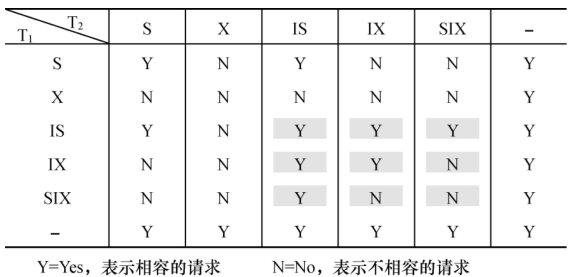 T₁ T₂ S X IS IX SIX –
S Y N Y N N Y
X N N N N N Y
IS Y N Y Y Y Y
IX N N Y Y N Y
SIX N N Y N N Y
– Y Y Y Y Y Y
Y=Yes，表示相容的请求 N=No，表示不相容的请求